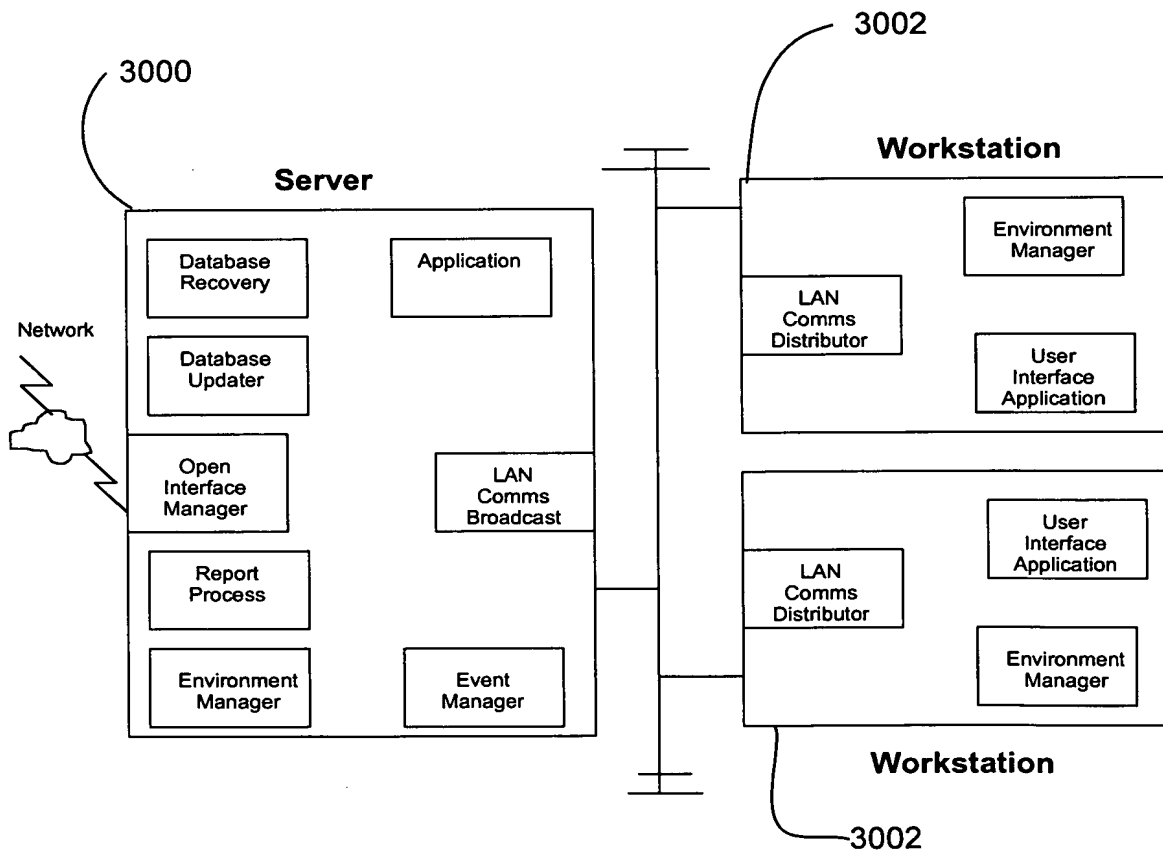 3002
3000
Workstation
Server
Environment
Manager
Database
Recovery
Application
LAN
Comms
Distributor
Network
Database
Updater
User
Interface
Application
Open
Interface
Manager
LAN
Comms
Broadcast
User
Interface
Application
Report
Process
LAN
Comms
Distributor
Environment
Manager
Event
Manager
Environment
Manager
Workstation
3002